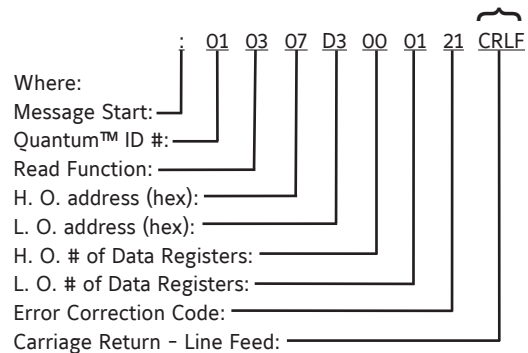 : 01 03 07 D3 00 01 21 CRLF
Where:
Message Start:
Quantum™ ID #:
Read Function:
H. O. address (hex):
L. O. address (hex):
H. O. # of Data Registers:
L. O. # of Data Registers:
Error Correction Code:
Carriage Return - Line Feed: